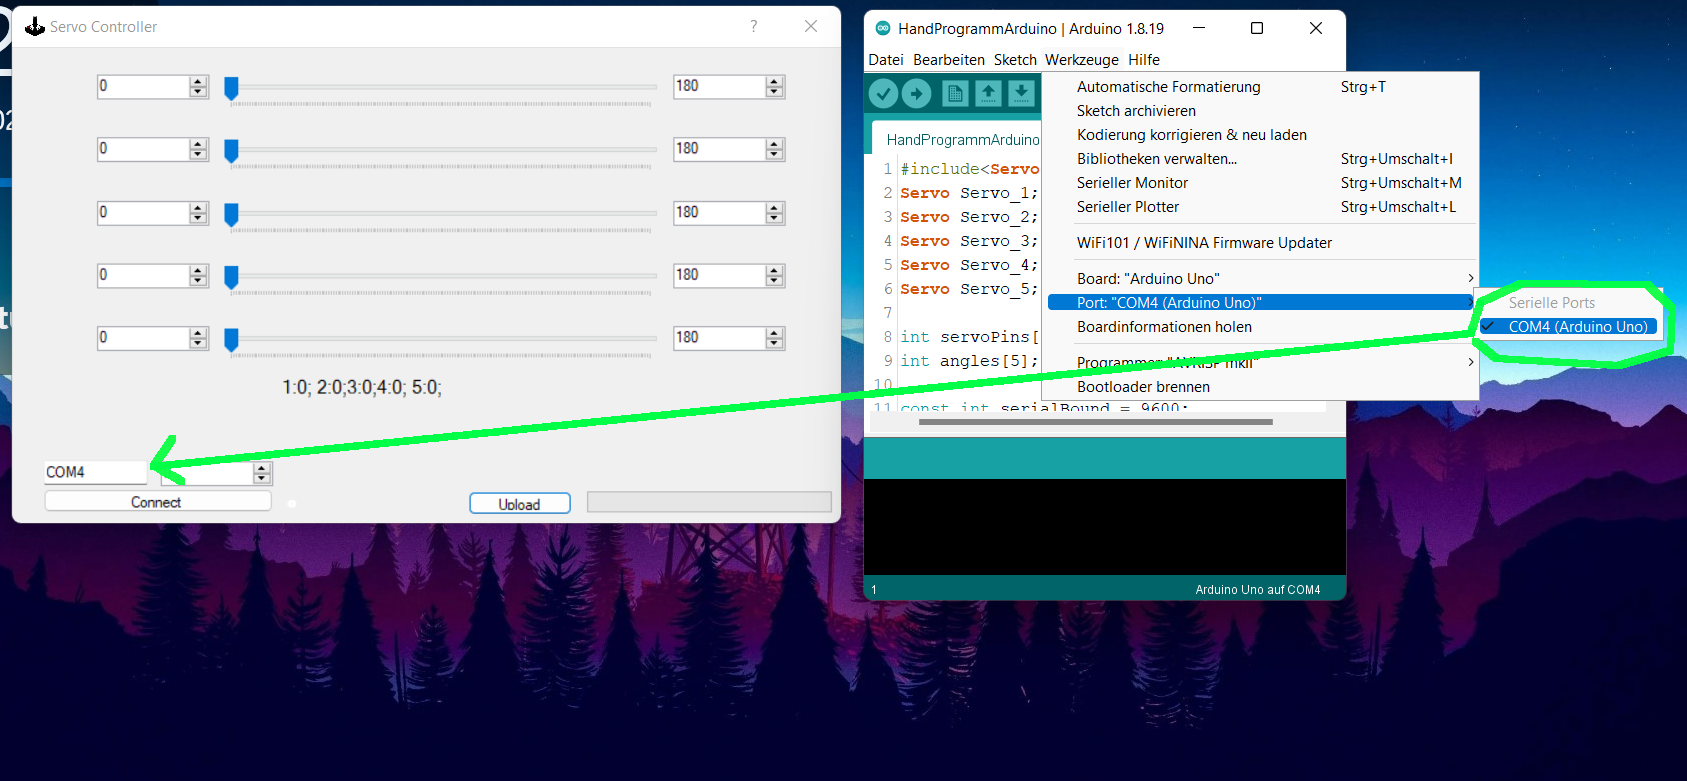 Servo Controller
?
0
180
0
180
0
180
0
180
0
180
1:0; 2:0;3:0;4:0; 5:0;
COM4
Connect
Upload
HandProgrammArduino | Arduino 1.8.19
Datei Bearbeiten Sketch Werkzeuge Hilfe
HandProgrammArduino
1 #include<Servo
2 Servo Servo_1;
3 Servo Servo_2;
4 Servo Servo_3;
5 Servo Servo_4;
6 Servo Servo_5;
7
8 int servoPins[
9 int angles[5];
10
11 const int serialBound = 9600;
Automatische Formatierung Strg+T
Sketch archivieren
Kodierung korrigieren & neu laden
Bibliotheken verwalten... Strg+Umschalt+I
Serieller Monitor Strg+Umschalt+M
Serieller Plotter Strg+Umschalt+L
WiFi101 / WiFiNINA Firmware Updater
Board: "Arduino Uno"
Port: "COM4 (Arduino Uno)"
Boardinformationen holen
Programmer: "AVRISP mkII"
Bootloader brennen
Serielle Ports
COM4 (Arduino Uno)
1
Arduino Uno auf COM4